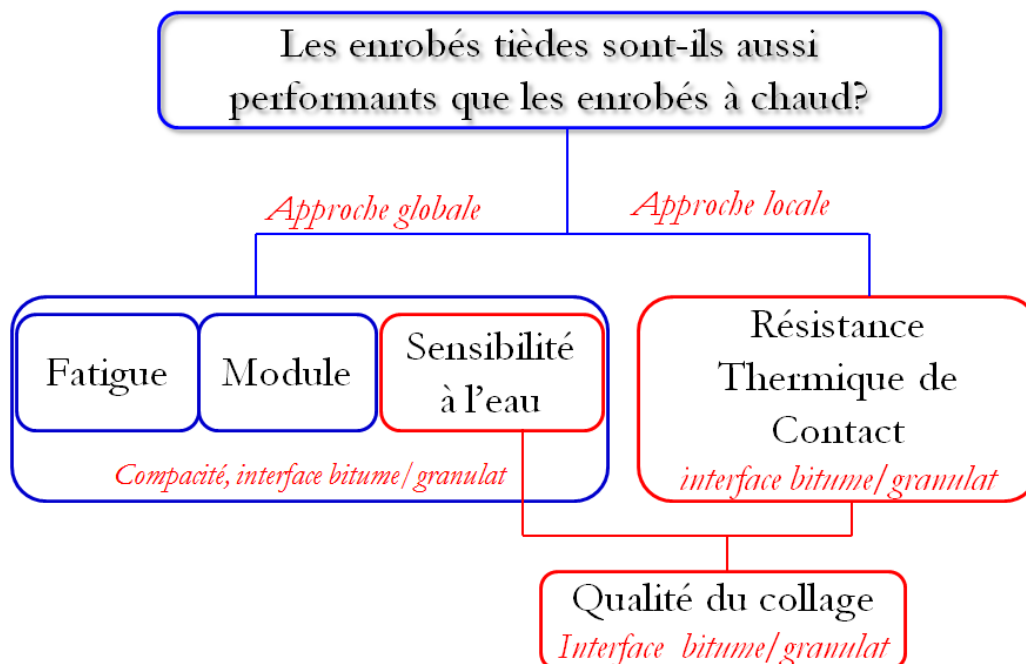 Les enrobés tièdes sont-ils aussi
performants que les enrobés à chaud?
Approche globale
Approche locale
Fatigue
Module
Sensibilité
à l'eau
Compacité, interface bitume/granulat
Résistance
Thermique de
Contact
interface bitume/granulat
Qualité du collage
Interface bitume/granulat